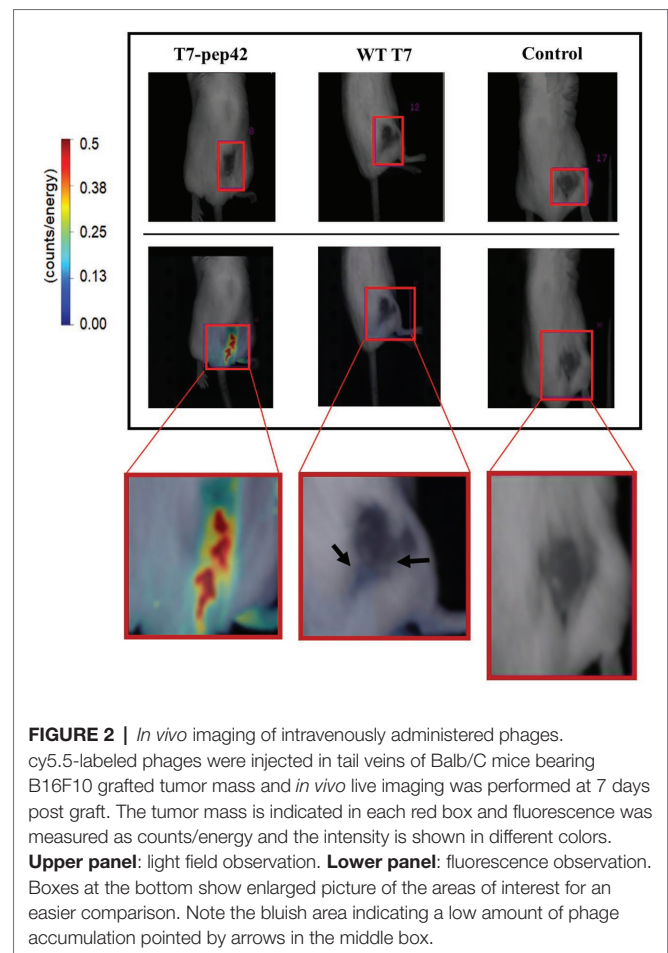 T7-pep42 WT T7 Control
12
17
0.5
0.38
0.25
0.13
0.00
(counts/energy)
FIGURE 2 | In vivo imaging of intravenously administered phages.
cy5.5-labeled phages were injected in tail veins of Balb/C mice bearing
B16F10 grafted tumor mass and in vivo live imaging was performed at 7 days
post graft. The tumor mass is indicated in each red box and fluorescence was
measured as counts/energy and the intensity is shown in different colors.
Upper panel: light field observation. Lower panel: fluorescence observation.
Boxes at the bottom show enlarged picture of the areas of interest for an
easier comparison. Note the bluish area indicating a low amount of phage
accumulation pointed by arrows in the middle box.